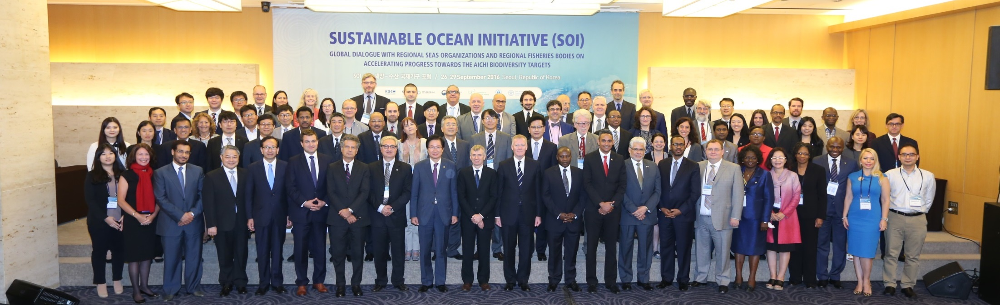 SUSTAINABLE OCEAN INITIATIVE (SOI)
GLOBAL DIALOGUE WITH REGIONAL SEAS ORGANIZATIONS AND REGIONAL FISHERIES BODIES ON
ACCELERATING PROGRESS TOWARDS THE AICHI BIODIVERSITY TARGETS
SOI 해양-수산 국제기구 포럼 / 26-29 September 2016 Seoul, Republic of Korea